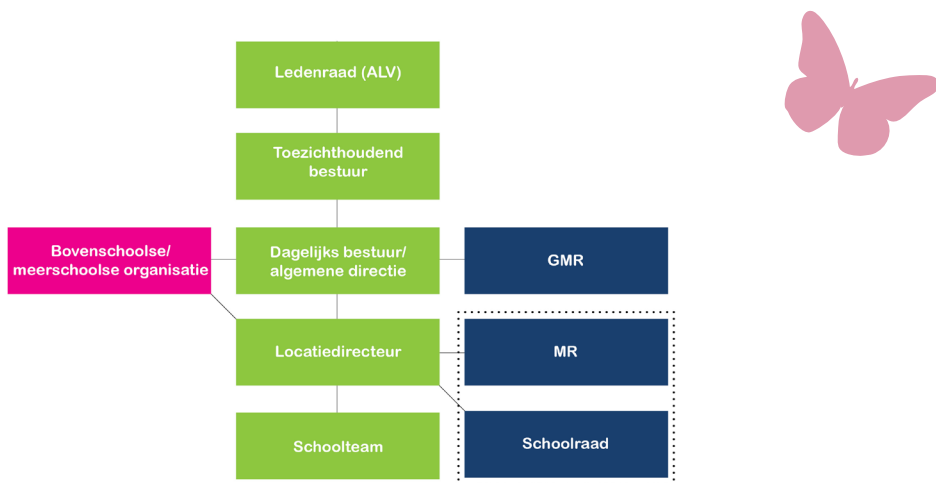 Ledenraad (ALV)
Toezichthoudend
bestuur
Bovenschoolse/
meerschoolse organisatie
Dagelijks bestuur/
algemene directie
GMR
Locatiedirecteur
MR
Schoolteam
Schoolraad